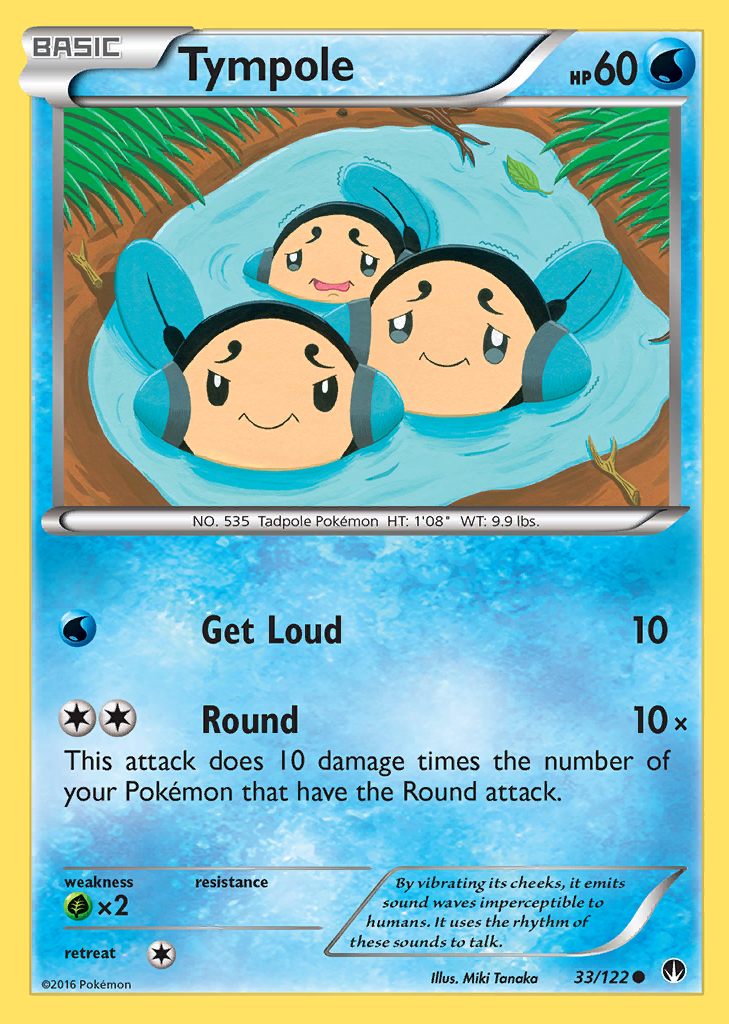 BASIC
Tympole
HP60
NO. 535 Tadpole Pokémon HT: 1'08" WT: 9.9 lbs.
Get Loud 10
Round 10×
This attack does 10 damage times the number of
your Pokémon that have the Round attack.
weakness resistance
×2
retreat
By vibrating its cheeks, it emits
sound waves imperceptible to
humans. It uses the rhythm of
these sounds to talk.
©2016 Pokémon
Illus. Miki Tanaka 33/122